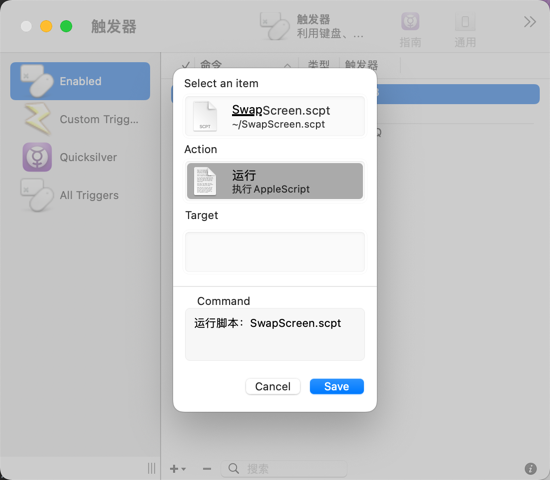 触发器
触发器
利用键盘、...
指南
通用
命令
类型
触发器
Enabled
Custom Trigg...
Quicksilver
All Triggers
Select an item
SwapScreen.scpt
~/SwapScreen.scpt
SCPT
Action
运行
执行 AppleScript
Target
Command
运行脚本：SwapScreen.scpt
Cancel
Save
搜索